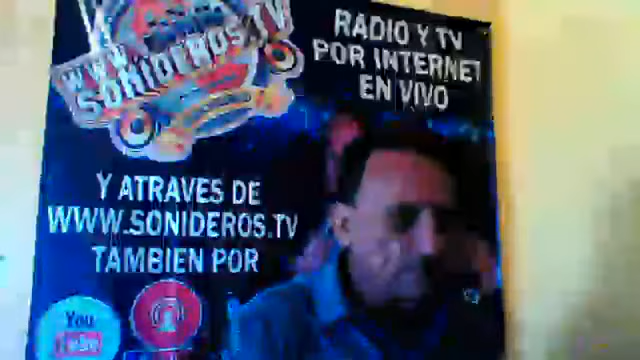 WWW.
SONIDEROS.TV
RADIO Y TV
POR INTERNET
EN VIVO
Y ATRAVES DE
WWW.SONIDEROS.TV
TAMBIEN POR
You
Tube